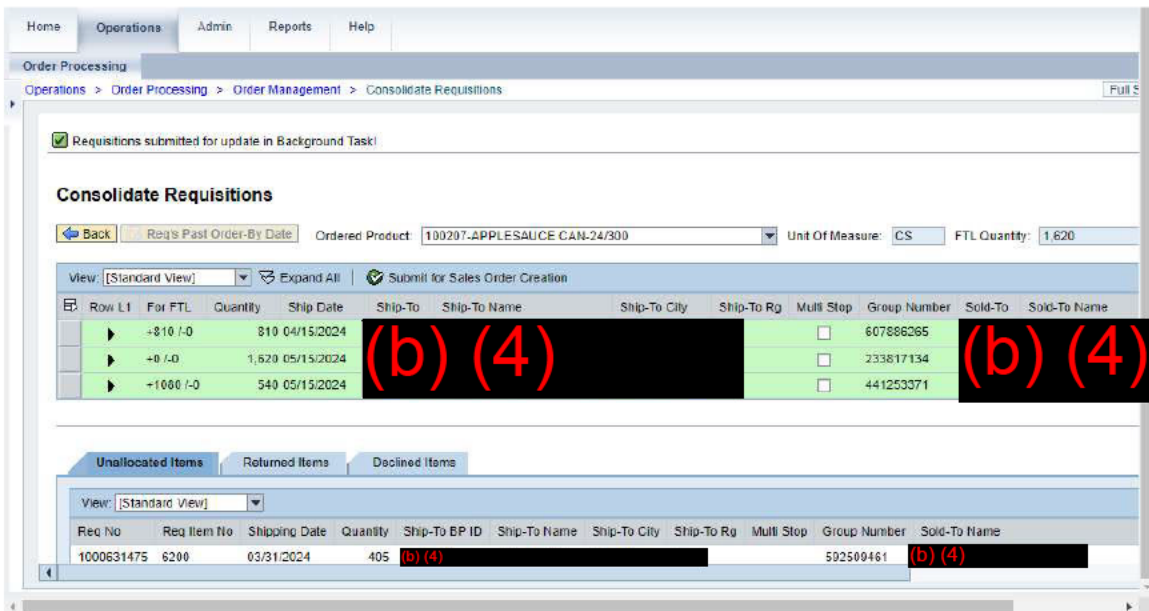 Home Operations Admin Reports Help
Order Processing
Operations > Order Processing > Order Management > Consolidate Requisitions Full S
Requisitions submitted for update in Background Task!
Consolidate Requisitions
Back Req's Past Order-By Date Ordered Product: 100207-APPLESAUCE CAN-24/300 Unit Of Measure: CS FTL Quantity: 1,620
View: [Standard View] Expand All Submit for Sales Order Creation
Row L1 For FTL Quantity Ship Date Ship-To Ship-To Name Ship-To City Ship-To Rg Multi Stop Group Number Sold-To Sold-To Name
+810 /-0 810 04/15/2024 607886265
+0 /-0 1,620 05/15/2024 (b) (4) 233817134 (b) (4)
+1080 /-0 540 05/15/2024 441253371
Unallocated Items Returned Items Declined Items
View: [Standard View]
Req No Req Item No Shipping Date Quantity Ship-To BP ID Ship-To Name Ship-To City Ship-To Rg Multi Stop Group Number Sold-To Name
1000631475 6200 03/31/2024 405 (b) (4) 592509461 (b) (4)